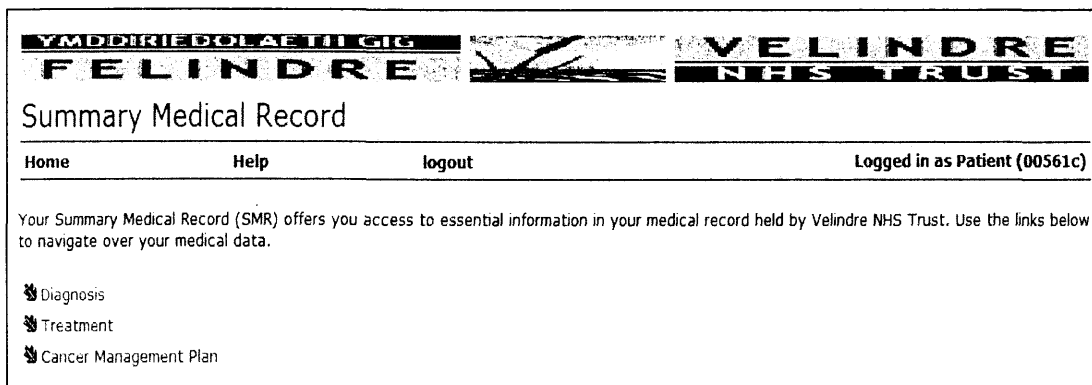 YMDDIRIEDOLAETH GIG
FELINDRE
VELINDRE
NHS TRUST
Summary Medical Record
Home Help logout Logged in as Patient (00561c)
Your Summary Medical Record (SMR) offers you access to essential information in your medical record held by Velindre NHS Trust. Use the links below
to navigate over your medical data.
Diagnosis
Treatment
Cancer Management Plan